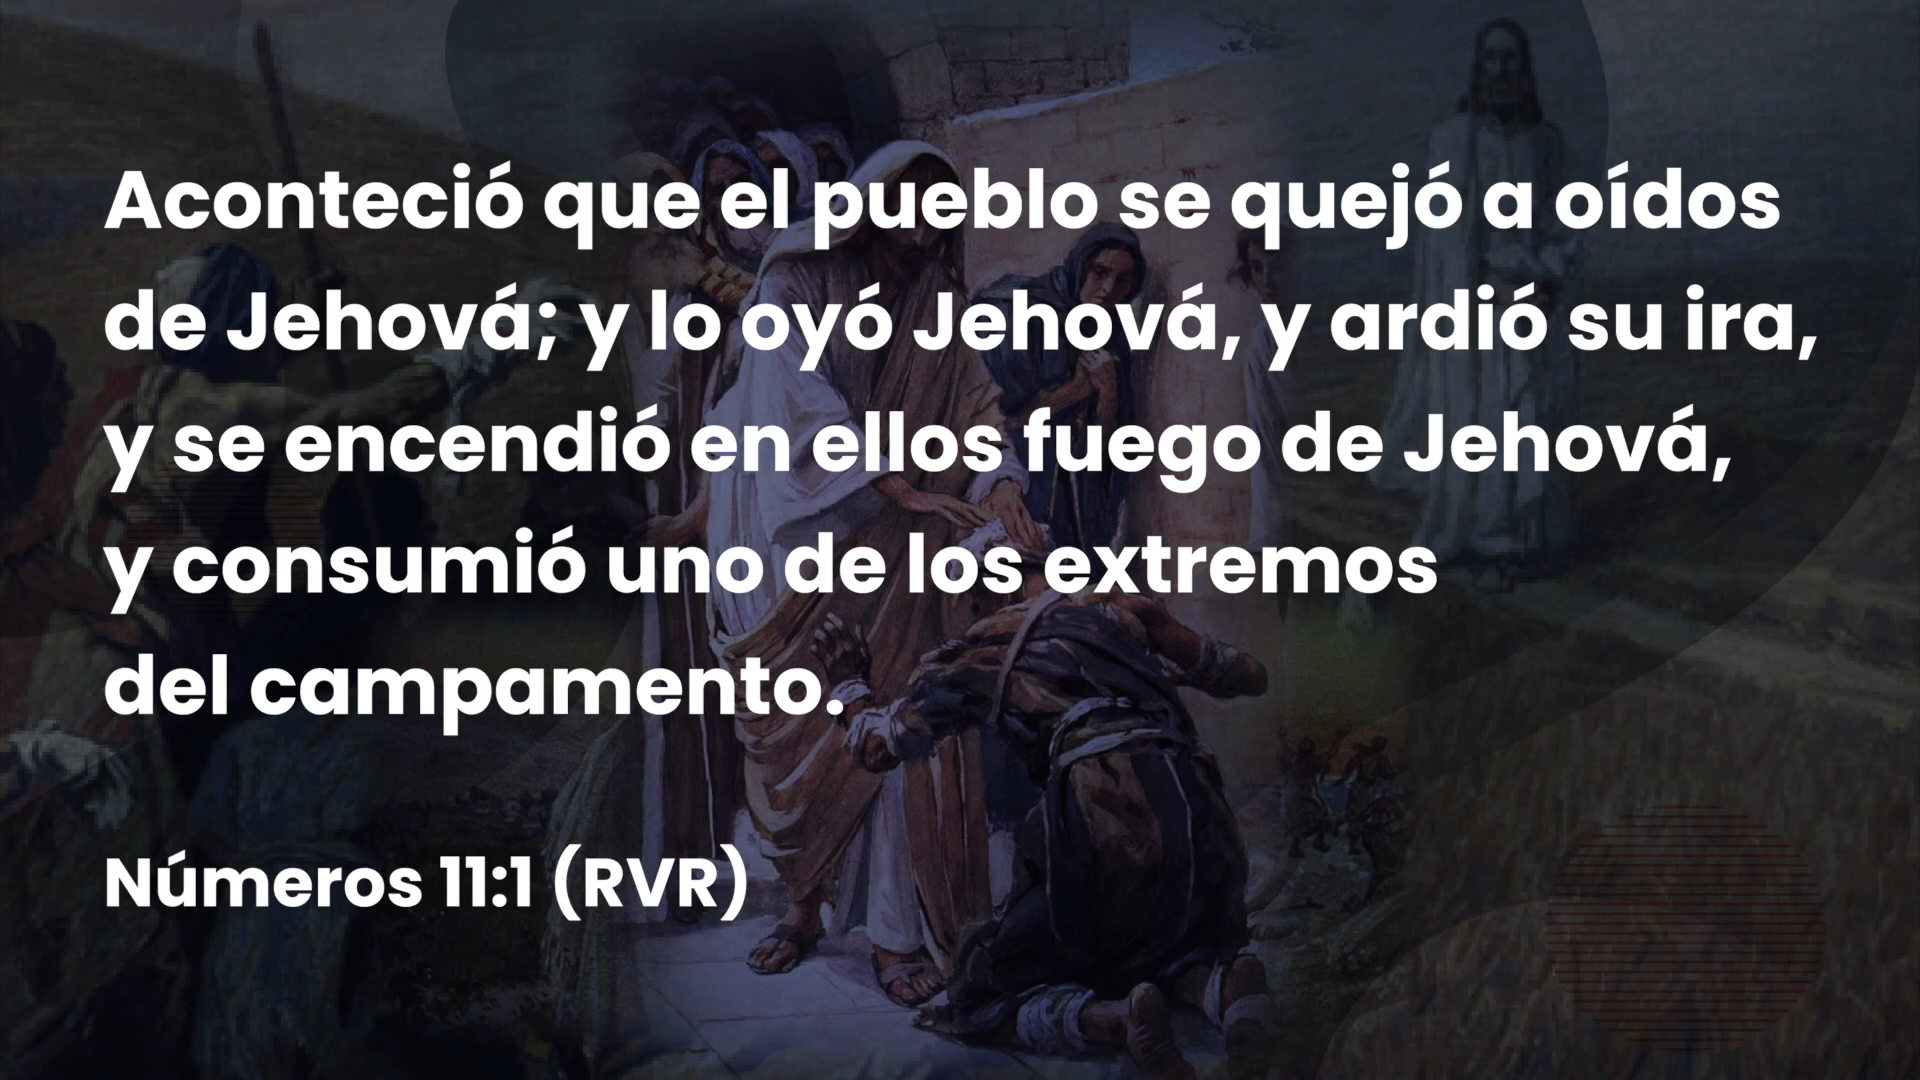 Aconteció que el pueblo se quejó a oídos
de Jehová; y lo oyó Jehová, y ardió su ira,
y se encendió en ellos fuego de Jehová,
y consumió uno de los extremos
del campamento.
Números 11:1 (RVR)